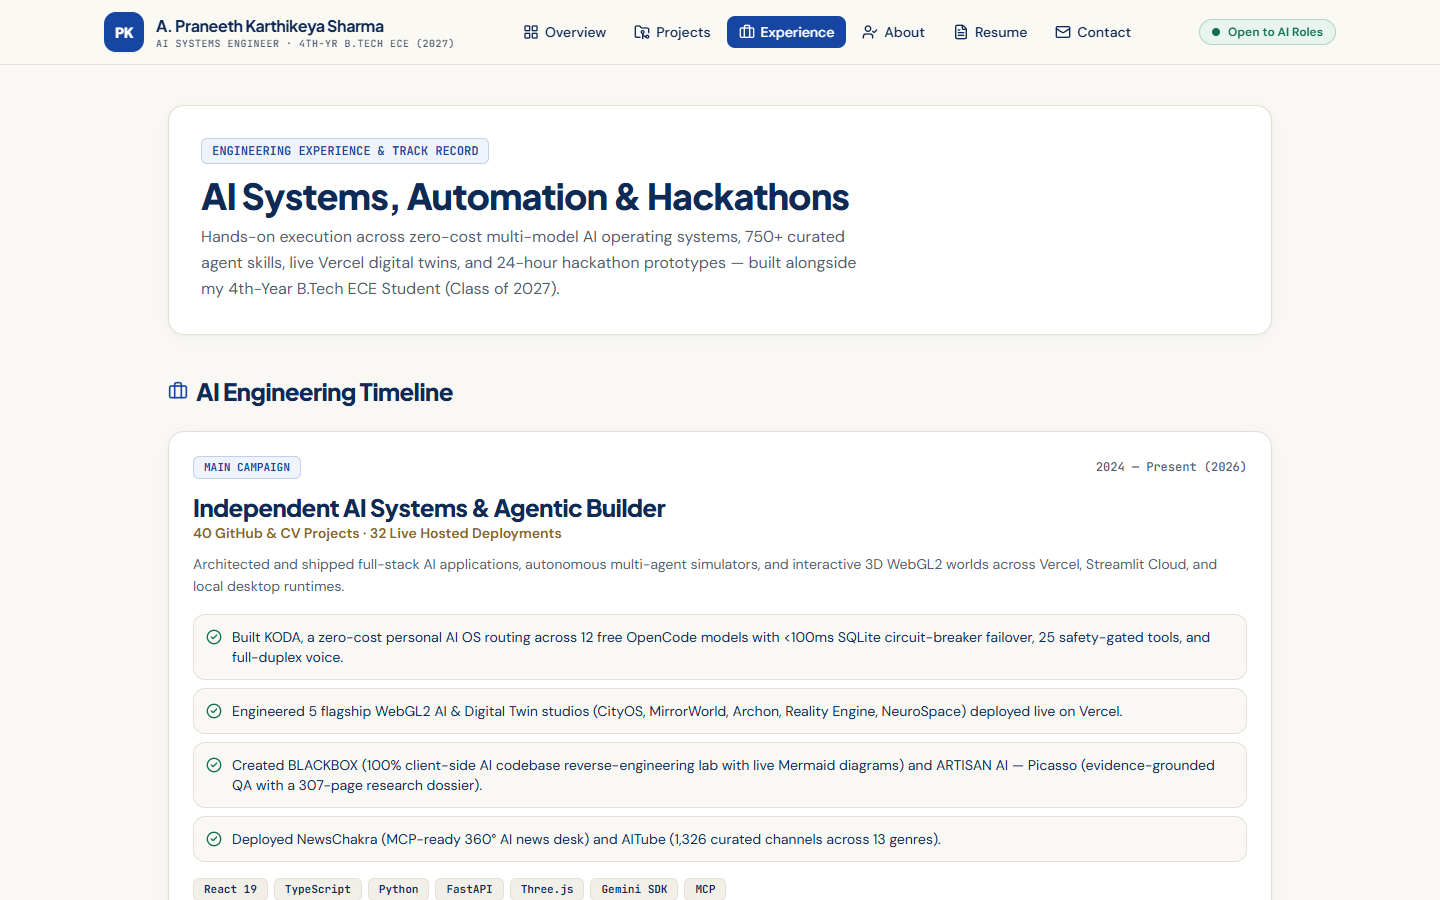 PK
A. Praneeth Karthikeya Sharma
AI SYSTEMS ENGINEER · 4TH-YR B.TECH ECE (2027)
Overview
Projects
Experience
About
Resume
Contact
Open to AI Roles
ENGINEERING EXPERIENCE & TRACK RECORD
AI Systems, Automation & Hackathons
Hands-on execution across zero-cost multi-model AI operating systems, 750+ curated
agent skills, live Vercel digital twins, and 24-hour hackathon prototypes — built alongside
my 4th-Year B.Tech ECE Student (Class of 2027).
AI Engineering Timeline
MAIN CAMPAIGN
2024 — Present (2026)
Independent AI Systems & Agentic Builder
40 GitHub & CV Projects · 32 Live Hosted Deployments
Architected and shipped full-stack AI applications, autonomous multi-agent simulators, and interactive 3D WebGL2 worlds across Vercel, Streamlit Cloud, and
local desktop runtimes.
Built KODA, a zero-cost personal AI OS routing across 12 free OpenCode models with <100ms SQLite circuit-breaker failover, 25 safety-gated tools, and
full-duplex voice.
Engineered 5 flagship WebGL2 AI & Digital Twin studios (CityOS, MirrorWorld, Archon, Reality Engine, NeuroSpace) deployed live on Vercel.
Created BLACKBOX (100% client-side AI codebase reverse-engineering lab with live Mermaid diagrams) and ARTISAN AI — Picasso (evidence-grounded
QA with a 307-page research dossier).
Deployed NewsChakra (MCP-ready 360° AI news desk) and AITube (1,326 curated channels across 13 genres).
React 19
TypeScript
Python
FastAPI
Three.js
Gemini SDK
MCP